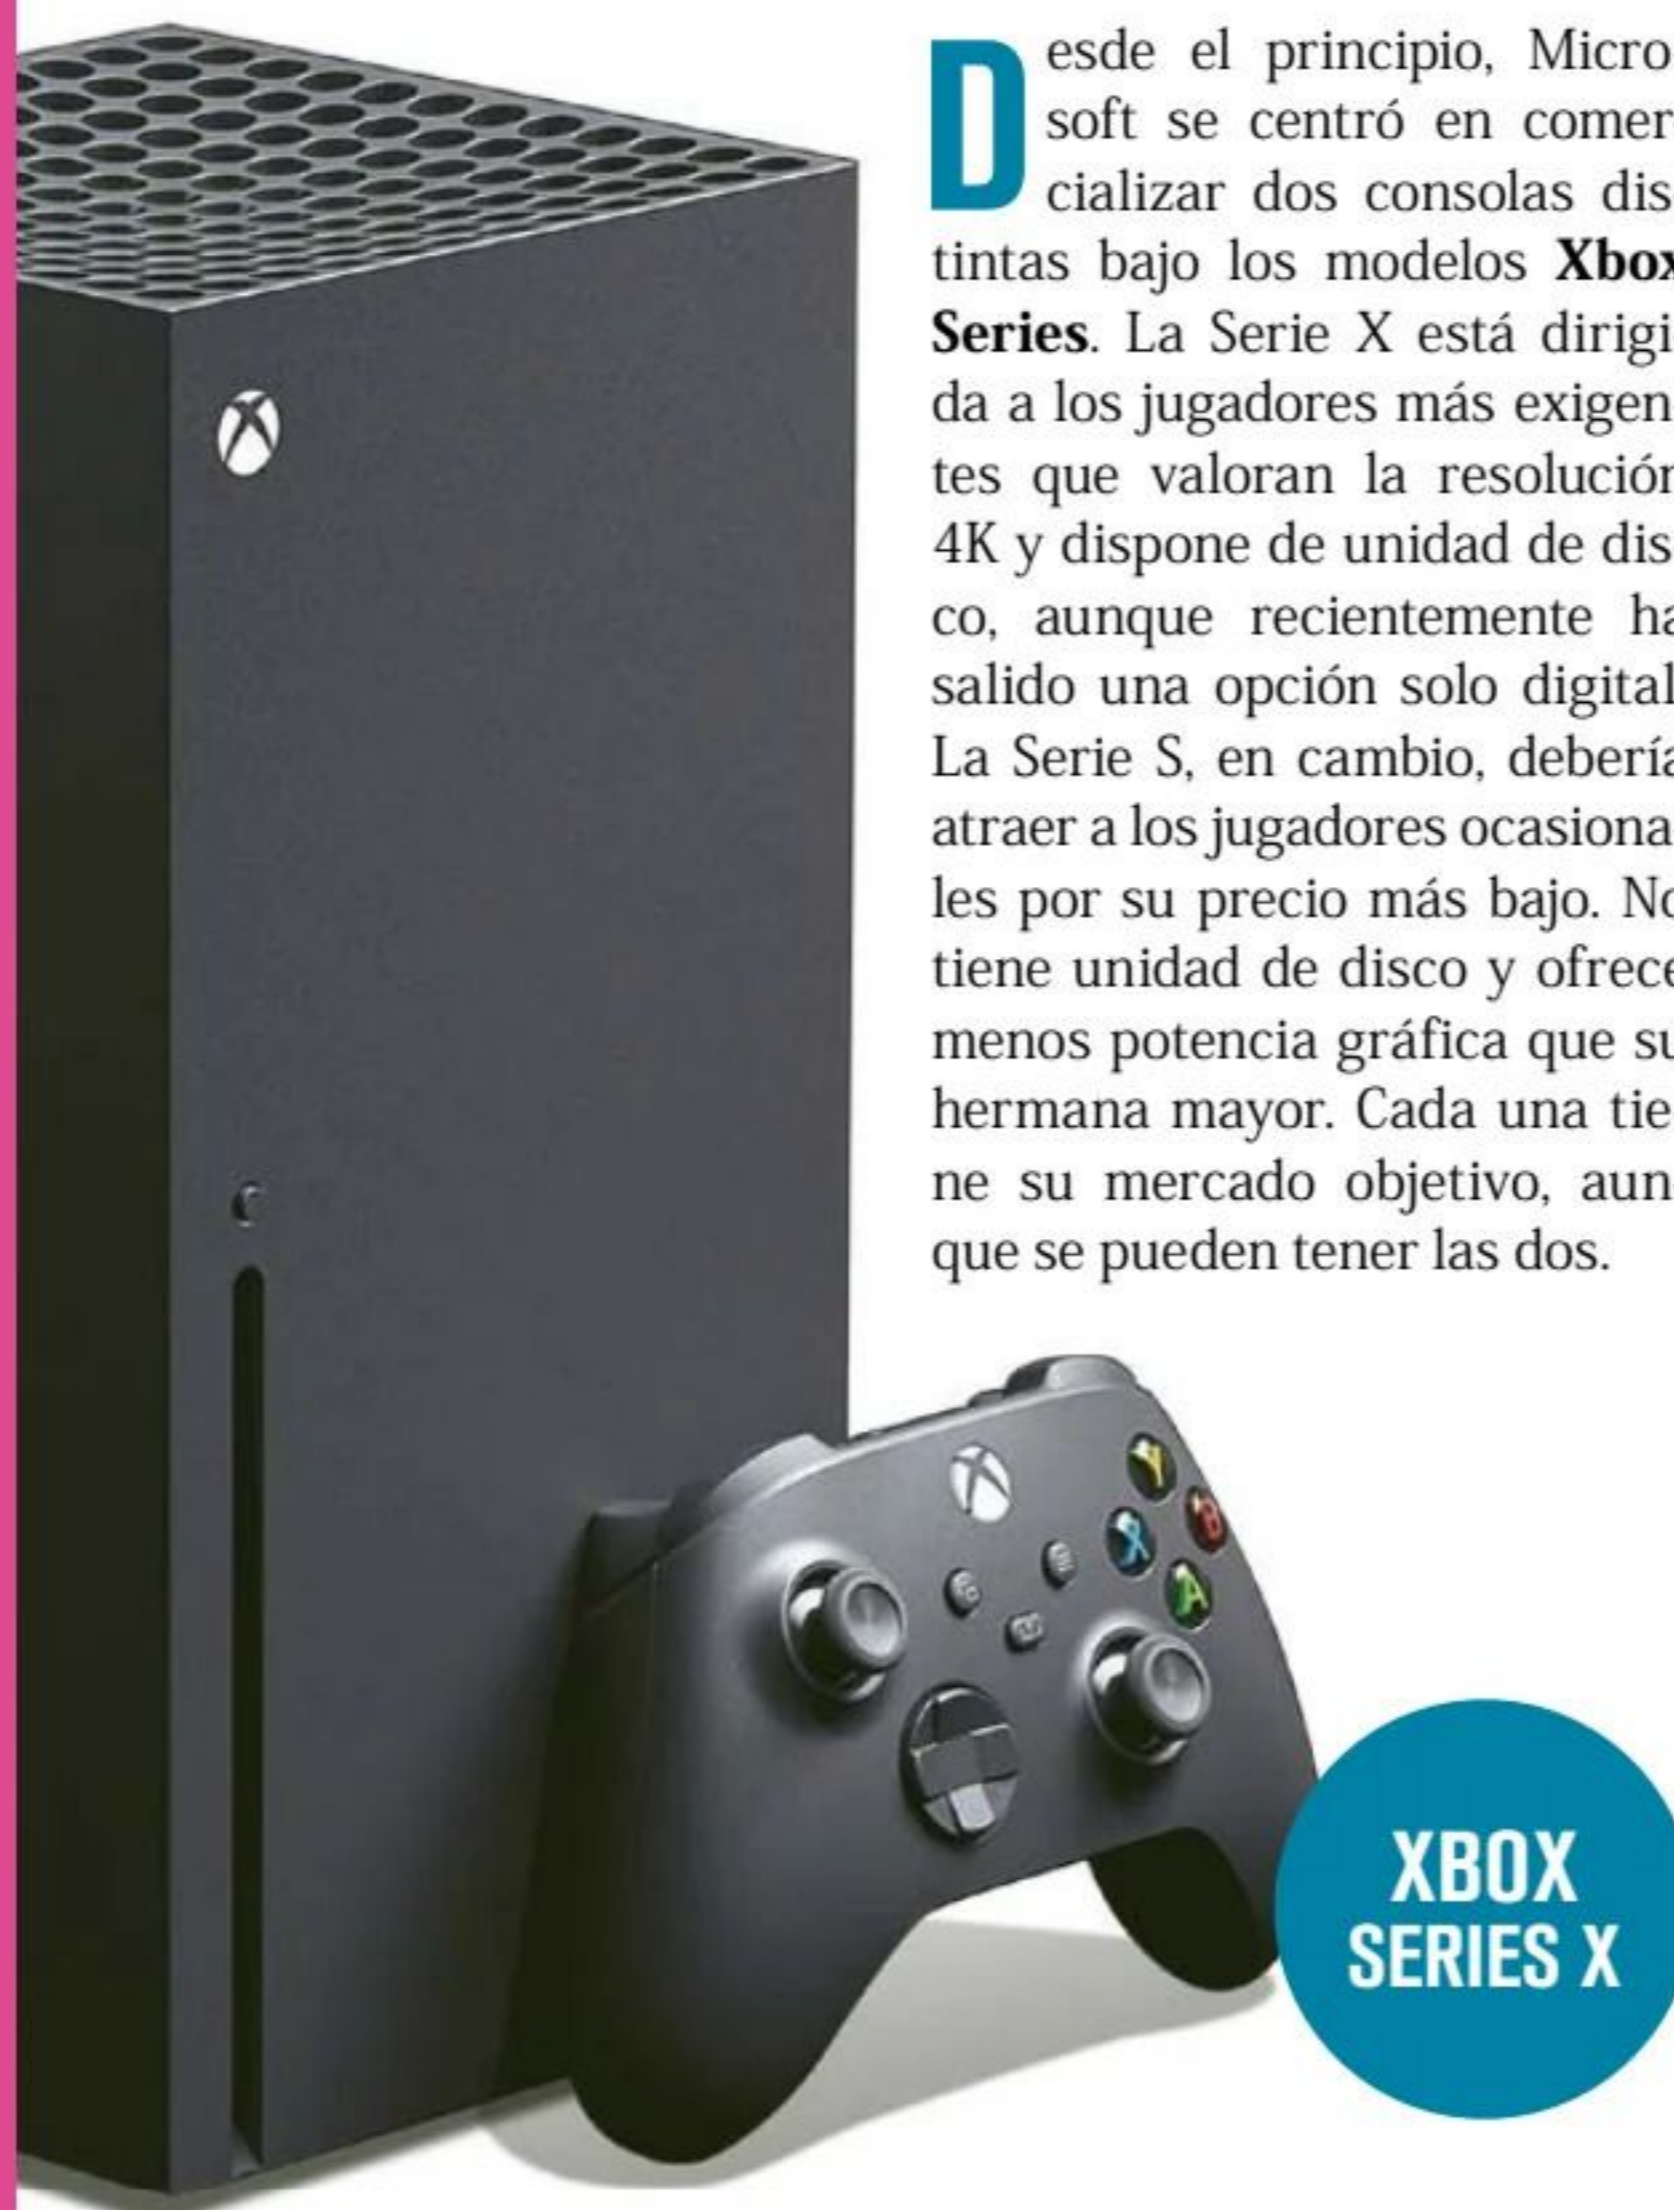 Desde el principio, Micro-
soft se centró en comer-
cializar dos consolas dis-
tintas bajo los modelos Xbox
Series. La Serie X está dirigi-
da a los jugadores más exigen-
tes que valoran la resolución
4K y dispone de unidad de dis-
co, aunque recientemente ha
salido una opción solo digital.
La Serie S, en cambio, debería
atraer a los jugadores ocasiona-
les por su precio más bajo. No
tiene unidad de disco y ofrece
menos potencia gráfica que su
hermana mayor. Cada una tie-
ne su mercado objetivo, aun-
que se pueden tener las dos.
Y
B
X
A
XBOX
SERIES X